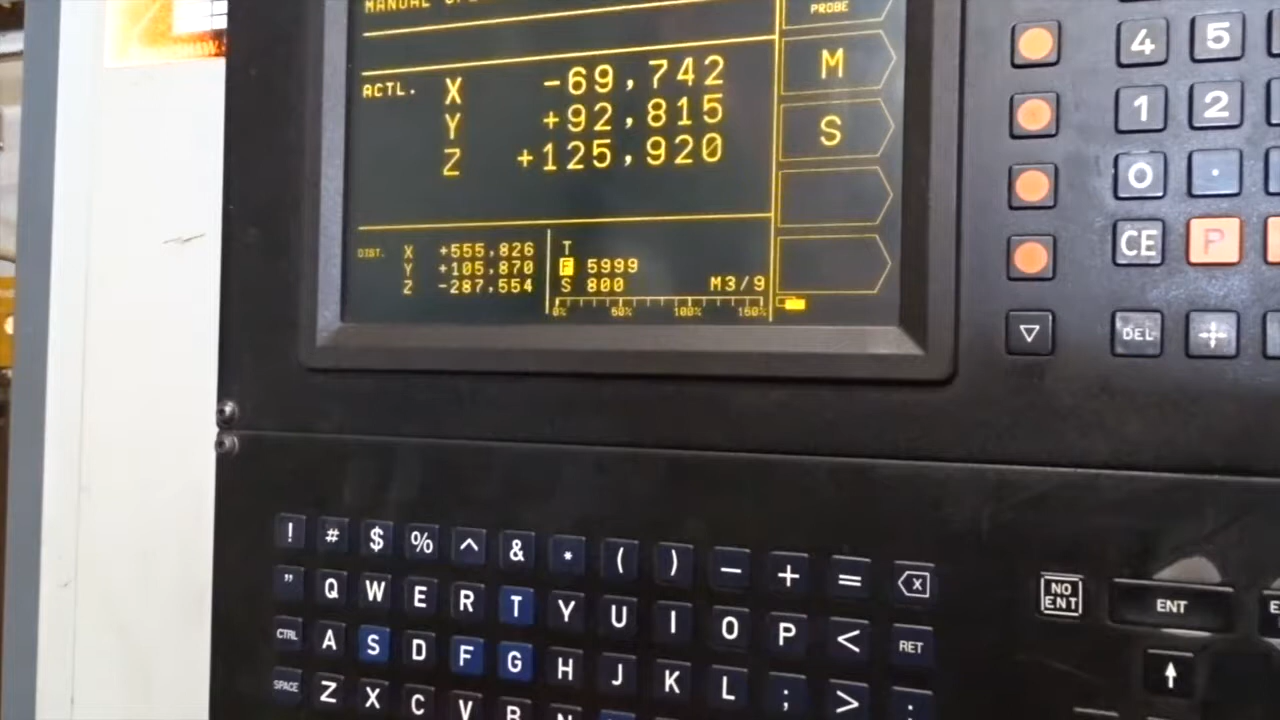 MANUAL
PROBE
ACTL. X -69,742
Y +92,815
Z +125,920
M
S
DIST. X +555,826
Y +105,870
Z -287,554
T
F 5999
S 800 M3/9
0% 50% 100% 150%
4 5
1 2
0 .
CE P
DEL
! # $ % ^ & * ( ) - + =
" Q W E R T Y U I O P <
CTRL A S D F G H J K L ; > :
SPACE Z X C V B N
RET
NO ENT
ENT